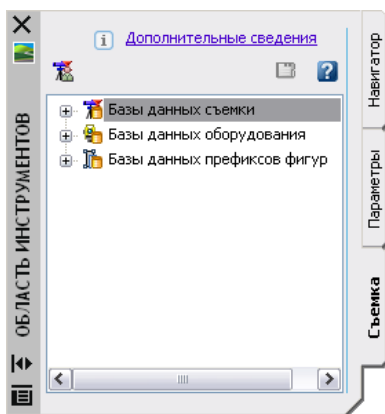 Дополнительные сведения
Базы данных съемки
Базы данных оборудования
Базы данных префиксов фигур
ОБЛАСТЬ ИНСТРУМЕНТОВ
Навигатор
Параметры
Съемка